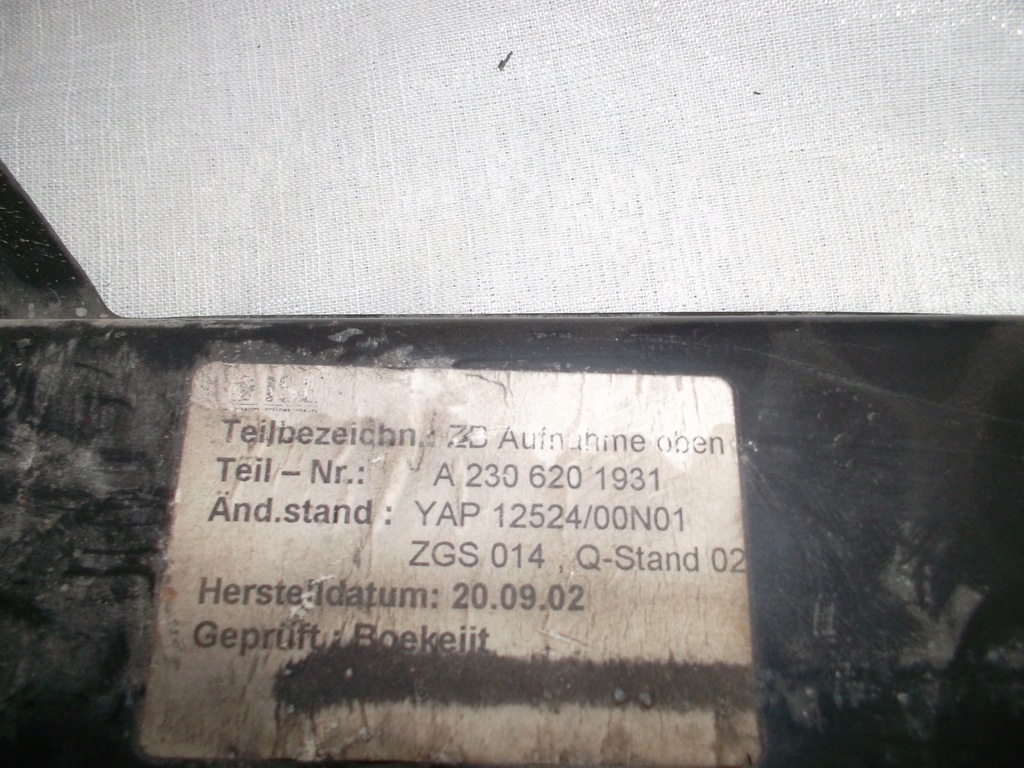 Teilbezeichn.: ZB Aufnahme oben
Teil – Nr.: A 230 620 1931
Änd.stand : YAP 12524/00N01
ZGS 014 , Q-Stand 02
Herstelldatum: 20.09.02
Geprüft : Boekeijt